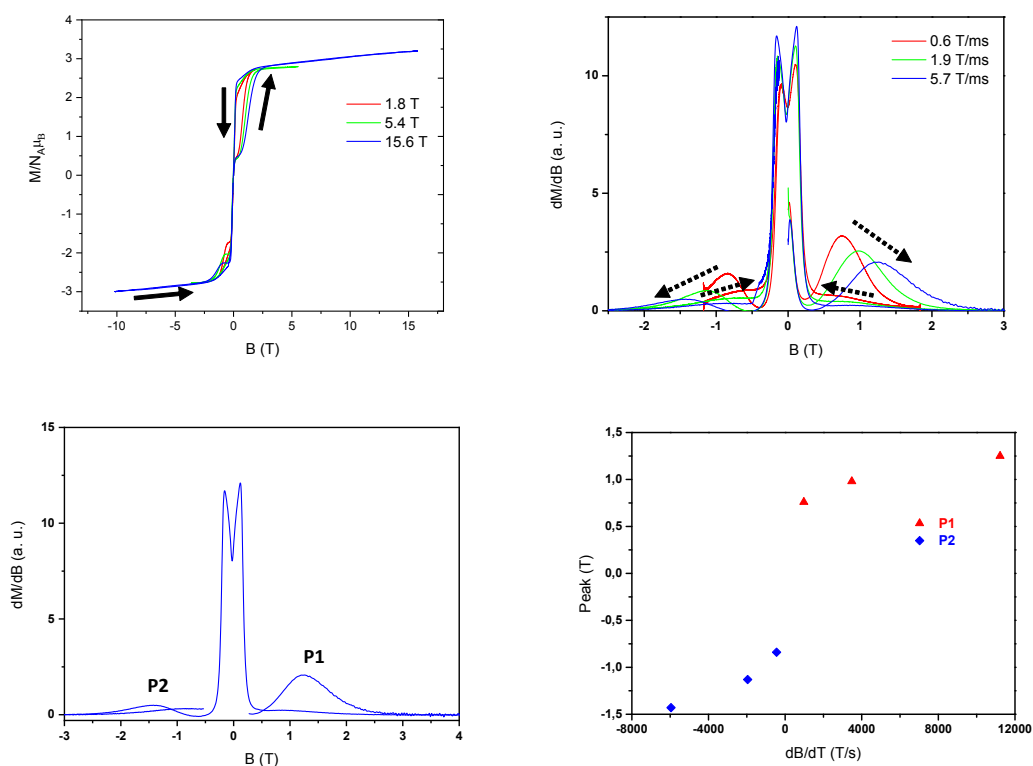 4
3
2
1
0
-1
-2
-3
-10
-5
0
5
10
15
M/N_Aμ_B
B (T)
1.8 T
5.4 T
15.6 T
10
5
0
-2
-1
0
1
2
3
dM/dB (a. u.)
B (T)
0.6 T/ms
1.9 T/ms
5.7 T/ms
15
10
5
0
-3
-2
-1
0
1
2
3
4
dM/dB (a. u.)
B (T)
P2
P1
1,5
1,0
0,5
0,0
-0,5
-1,0
-1,5
-8000
-4000
0
4000
8000
12000
Peak (T)
dB/dT (T/s)
P1
P2